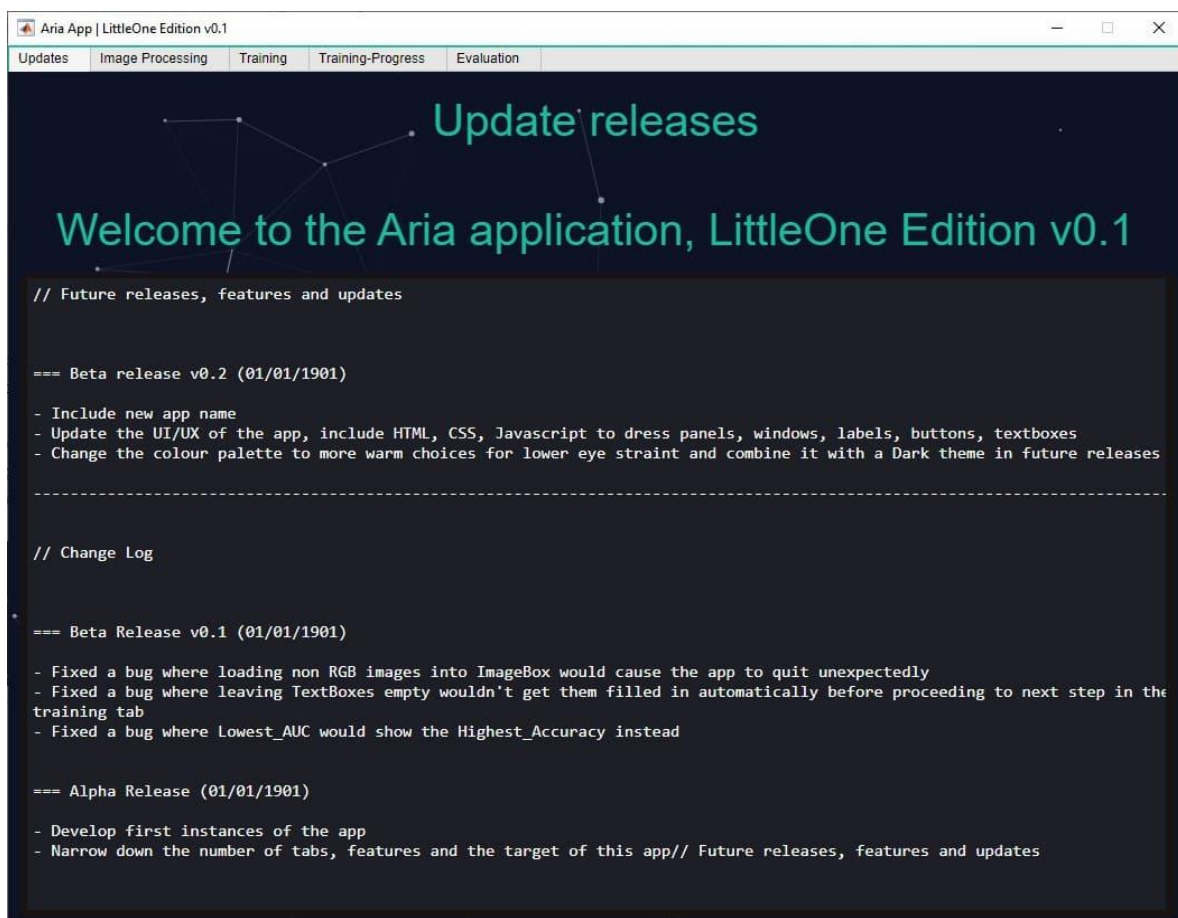 Aria App | LittleOne Edition v0.1
Updates
Image Processing
Training
Training-Progress
Evaluation
Update releases
Welcome to the Aria application, LittleOne Edition v0.1
// Future releases, features and updates
=== Beta release v0.2 (01/01/1901)
- Include new app name
- Update the UI/UX of the app, include HTML, CSS, Javascript to dress panels, windows, labels, buttons, textboxes
- Change the colour palette to more warm choices for lower eye straint and combine it with a Dark theme in future releases
// Change Log
=== Beta Release v0.1 (01/01/1901)
- Fixed a bug where loading non RGB images into ImageBox would cause the app to quit unexpectedly
- Fixed a bug where leaving TextBoxes empty wouldn't get them filled in automatically before proceeding to next step in the
training tab
- Fixed a bug where Lowest_AUC would show the Highest_Accuracy instead
=== Alpha Release (01/01/1901)
- Develop first instances of the app
- Narrow down the number of tabs, features and the target of this app// Future releases, features and updates